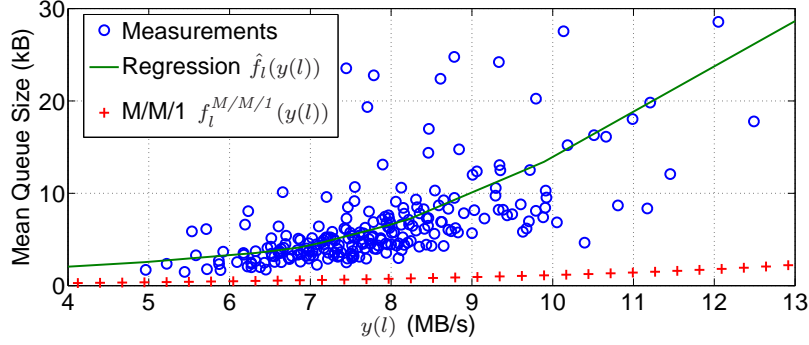 30
20
10
0
Mean Queue Size (kB)
Measurements
Regression $\hat{f}_l(y(l))$
M/M/1 $f_l^{M/M/1}(y(l))$
4 5 6 7 8 9 10 11 12 13
$y(l)$ (MB/s)